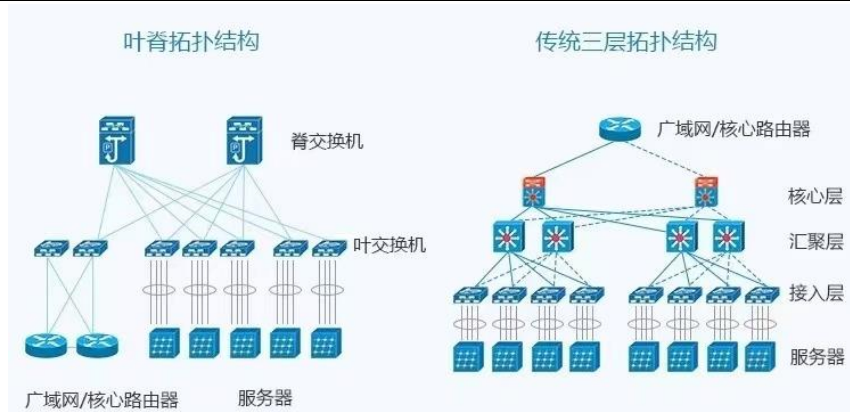 叶脊拓扑结构
脊交换机
叶交换机
广域网/核心路由器
服务器
传统三层拓扑结构
广域网/核心路由器
核心层
汇聚层
接入层
服务器